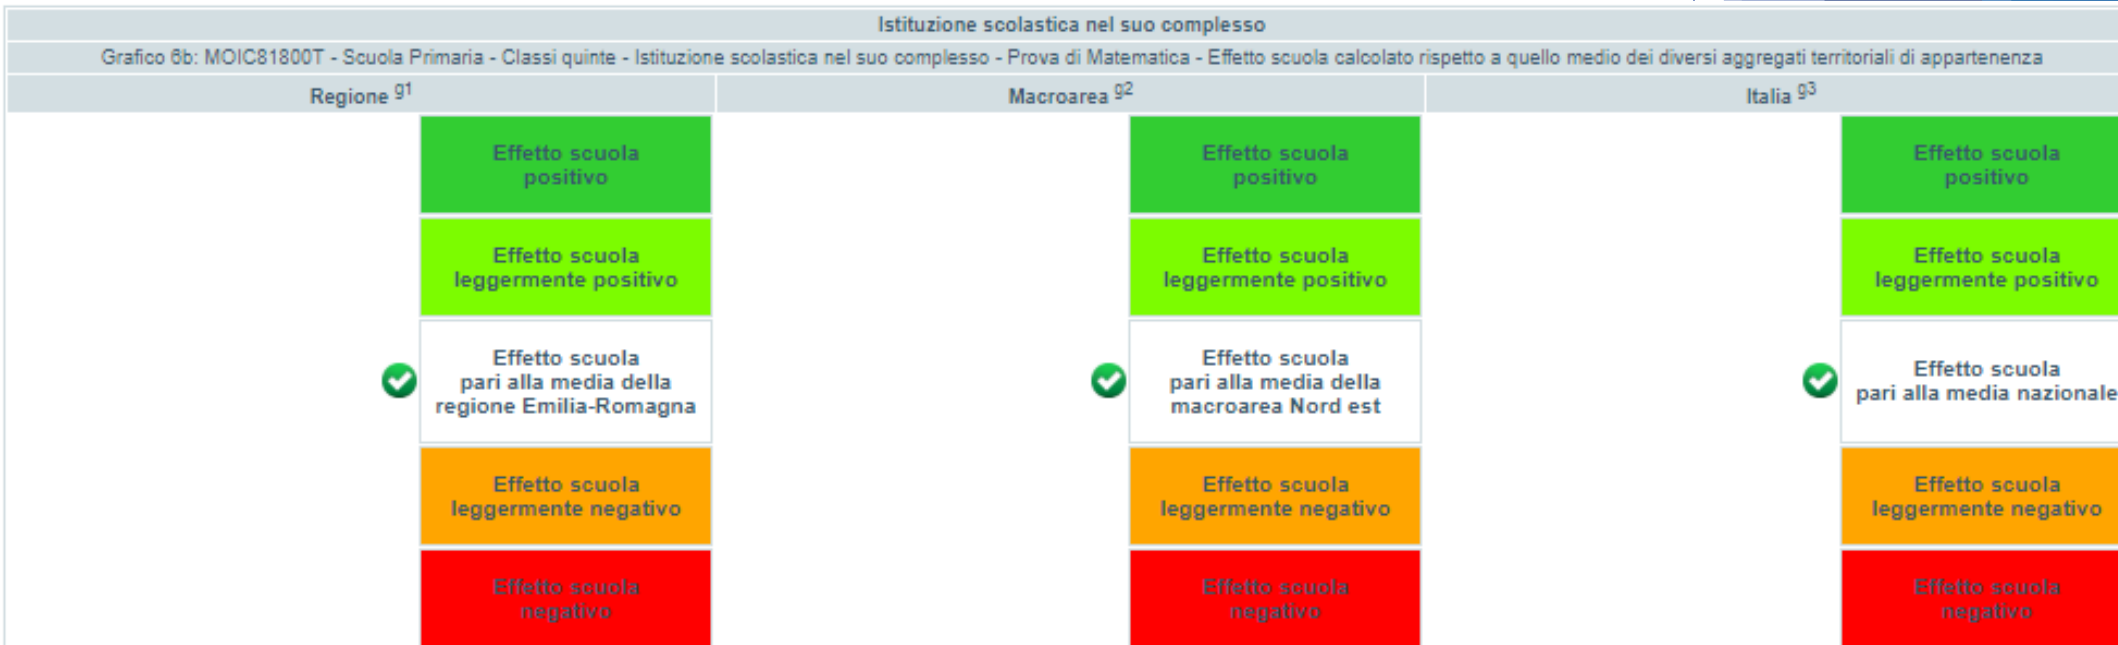 Istituzione scolastica nel suo complesso
Grafico 6b: MOIC81800T - Scuola Primaria - Classi quinte - Istituzione scolastica nel suo complesso - Prova di Matematica - Effetto scuola calcolato rispetto a quello medio dei diversi aggregati territoriali di appartenenza
Regione g1
Macroarea g2
Italia g3
Effetto scuola
positivo
Effetto scuola
positivo
Effetto scuola
positivo
Effetto scuola
leggermente positivo
Effetto scuola
leggermente positivo
Effetto scuola
leggermente positivo
Effetto scuola
pari alla media della
regione Emilia-Romagna
Effetto scuola
pari alla media della
macroarea Nord est
Effetto scuola
pari alla media nazionale
Effetto scuola
leggermente negativo
Effetto scuola
leggermente negativo
Effetto scuola
leggermente negativo
Effetto scuola
negativo
Effetto scuola
negativo
Effetto scuola
negativo